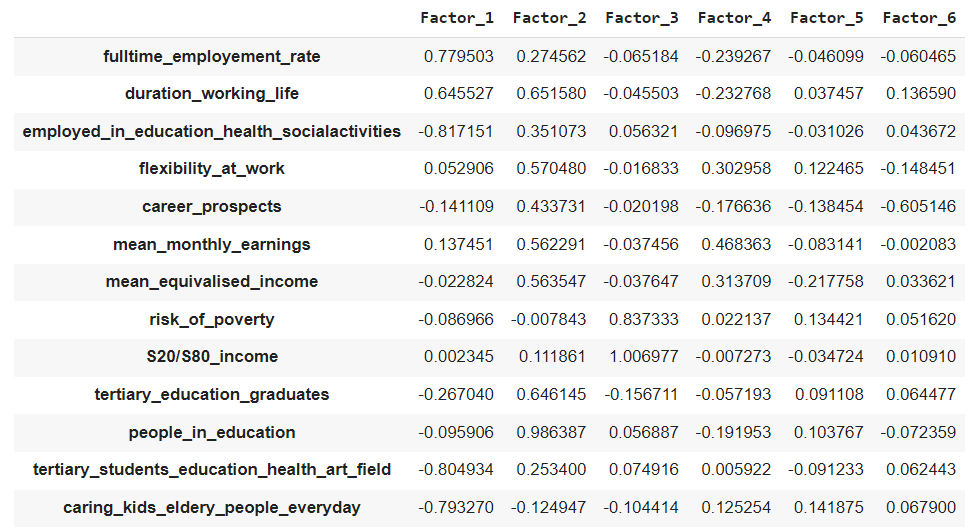 Factor_1 Factor_2 Factor_3 Factor_4 Factor_5 Factor_6
fulltime_employement_rate 0.779503 0.274562 -0.065184 -0.239267 -0.046099 -0.060465
duration_working_life 0.645527 0.651580 -0.045503 -0.232768 0.037457 0.136590
employed_in_education_health_socialactivities -0.817151 0.351073 0.056321 -0.096975 -0.031026 0.043672
flexibility_at_work 0.052906 0.570480 -0.016833 0.302958 0.122465 -0.148451
career_prospects -0.141109 0.433731 -0.020198 -0.176636 -0.138454 -0.605146
mean_monthly_earnings 0.137451 0.562291 -0.037456 0.468363 -0.083141 -0.002083
mean_equivalised_income -0.022824 0.563547 -0.037647 0.313709 -0.217758 0.033621
risk_of_poverty -0.086966 -0.007843 0.837333 0.022137 0.134421 0.051620
S20/S80_income 0.002345 0.111861 1.006977 -0.007273 -0.034724 0.010910
tertiary_education_graduates -0.267040 0.646145 -0.156711 -0.057193 0.091108 0.064477
people_in_education -0.095906 0.986387 0.056887 -0.191953 0.103767 -0.072359
tertiary_students_education_health_art_field -0.804934 0.253400 0.074916 0.005922 -0.091233 0.062443
caring_kids_eldery_people_everyday -0.793270 -0.124947 -0.104414 0.125254 0.141875 0.067900